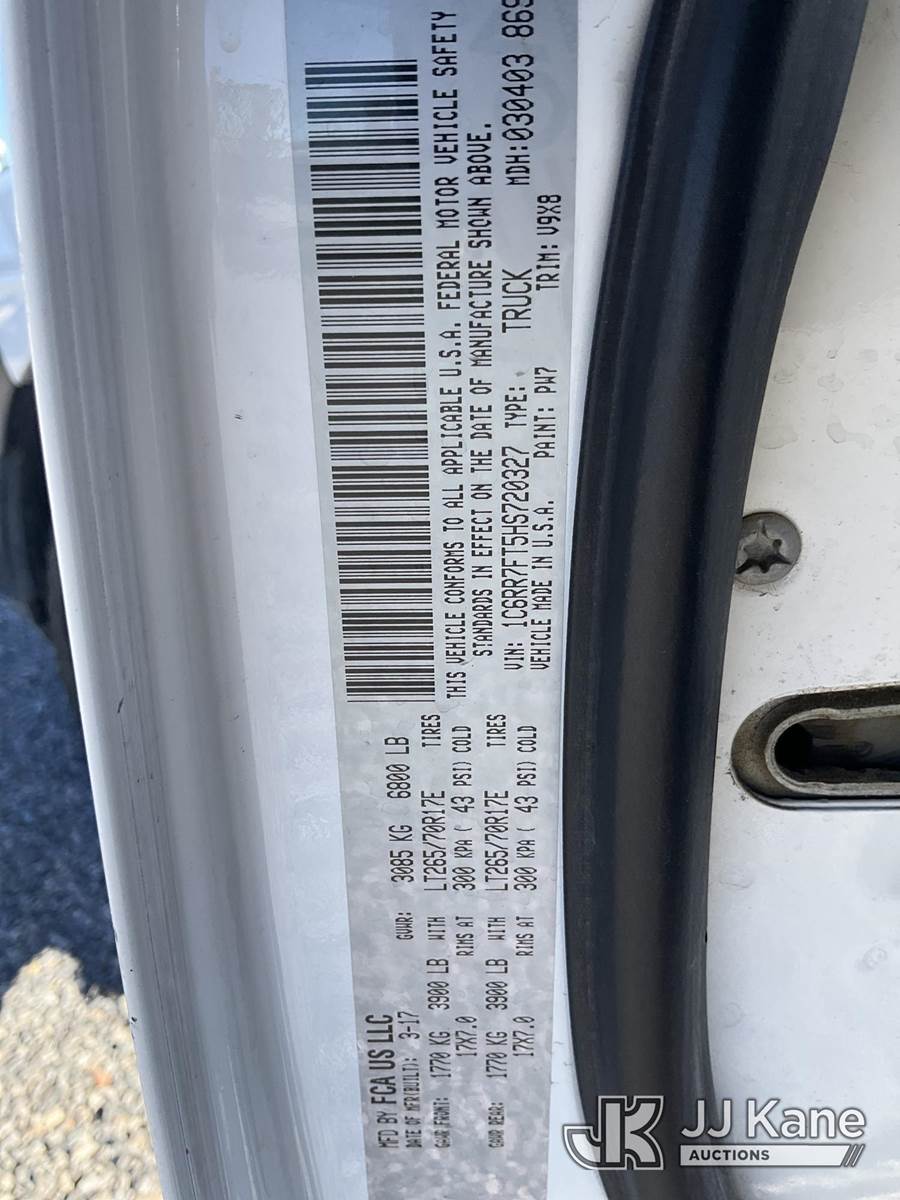 MFD BY FCA US LLC
DATE OF MFR(BUILT): 3-17 GVWR: 3085 KG 6800 LB
GAWR FRONT: 1770 KG 3900 LB WITH LT265/70R17E TIRES
17X7.0 RIMS AT 300 KPA ( 43 PSI) COLD
GAWR REAR: 1770 KG 3900 LB WITH LT265/70R17E TIRES
17X7.0 RIMS AT 300 KPA ( 43 PSI) COLD
THIS VEHICLE CONFORMS TO ALL APPLICABLE U.S.A. FEDERAL MOTOR VEHICLE SAFETY
STANDARDS IN EFFECT ON THE DATE OF MANUFACTURE SHOWN ABOVE.
MDH:030403 869
VIN: 1C6RR7FT5HS720327 TYPE: TRUCK
VEHICLE MADE IN U.S.A. PAINT: PW7 TRIM: V9X8
JK JJ Kane
AUCTIONS